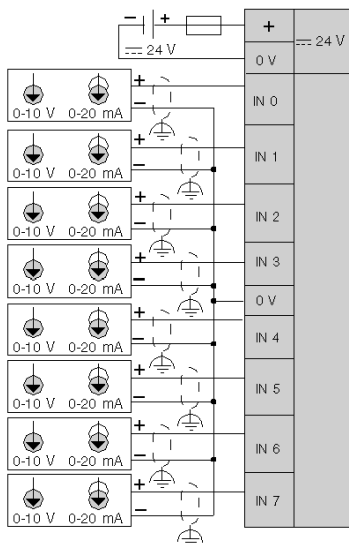 − + +
⎓ 24 V ⎓ 24 V
0 V
+ IN 0
−
0-10 V 0-20 mA
+ IN 1
−
0-10 V 0-20 mA
+ IN 2
−
0-10 V 0-20 mA
+ IN 3
−
0-10 V 0-20 mA
0 V
+ IN 4
−
0-10 V 0-20 mA
+ IN 5
−
0-10 V 0-20 mA
+ IN 6
−
0-10 V 0-20 mA
+ IN 7
−
0-10 V 0-20 mA